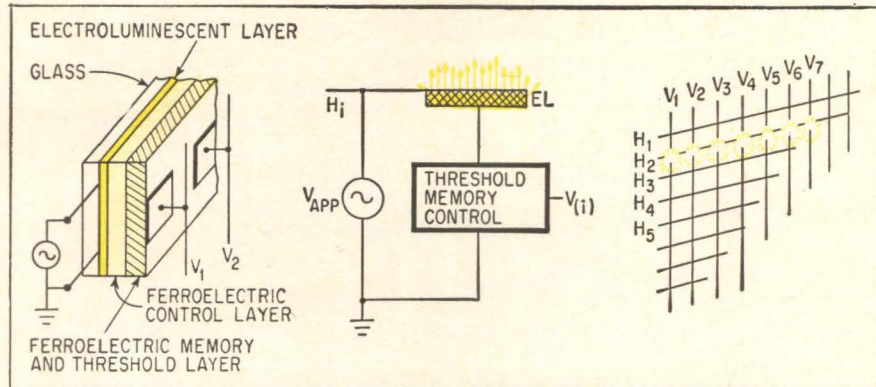 ELECTROLUMINESCENT LAYER
GLASS
V1
V2
FERROELECTRIC
CONTROL LAYER
FERROELECTRIC MEMORY
AND THRESHOLD LAYER
Hi
EL
VAPP
THRESHOLD
MEMORY
CONTROL
V(i)
V1 V2 V3 V4 V5 V6 V7
H1
H2
H3
H4
H5